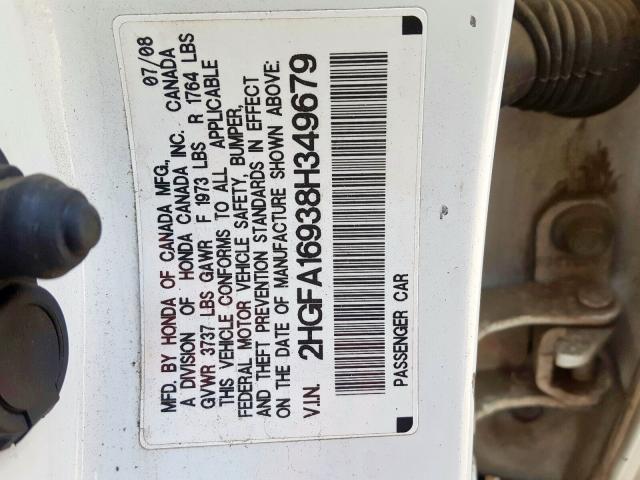 MFD. BY HONDA OF CANADA MFG., 07/08
A DIVISION OF HONDA CANADA INC. CANADA
GVWR 3737 LBS GAWR F 1973 LBS R 1764 LBS
THIS VEHICLE CONFORMS TO ALL APPLICABLE
FEDERAL MOTOR VEHICLE SAFETY, BUMPER,
AND THEFT PREVENTION STANDARDS IN EFFECT
ON THE DATE OF MANUFACTURE SHOWN ABOVE.
V.I.N. 2HGFA16938H349679
PASSENGER CAR